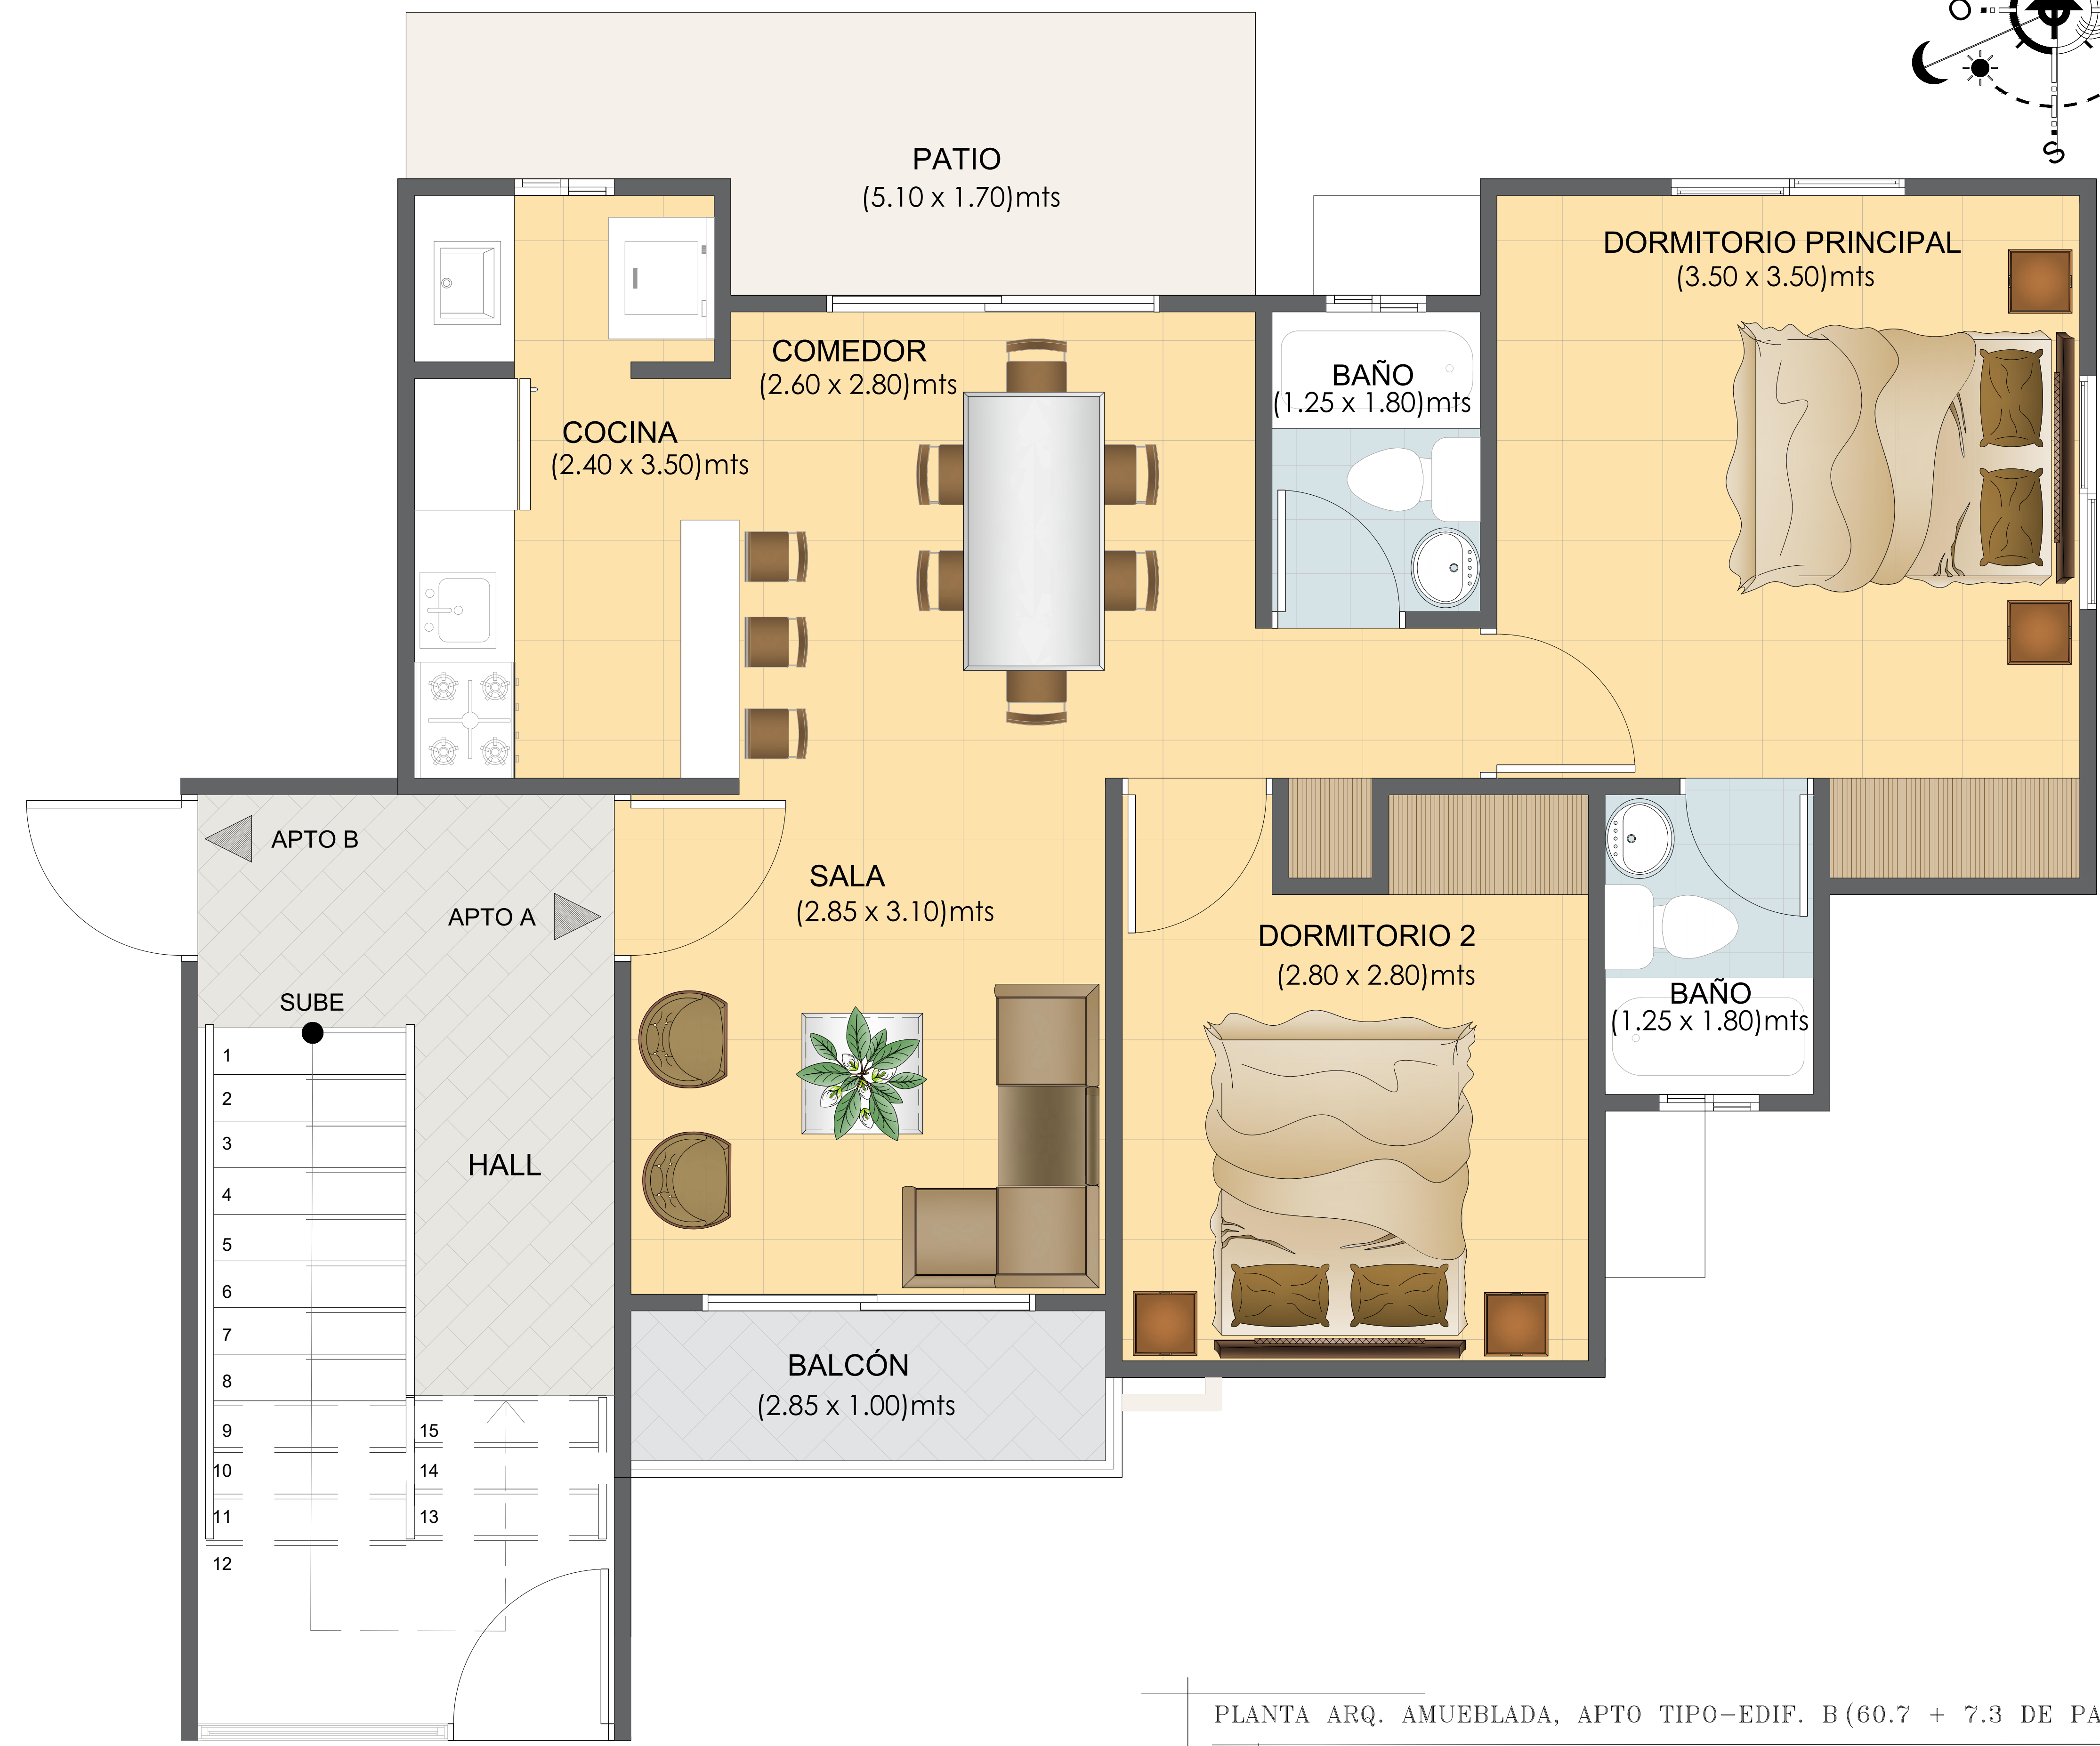 O
S
PATIO
(5.10 x 1.70)mts
DORMITORIO PRINCIPAL
(3.50 x 3.50)mts
COMEDOR
(2.60 x 2.80)mts
BAÑO
(1.25 x 1.80)mts
COCINA
(2.40 x 3.50)mts
APTO B
APTO A
SALA
(2.85 x 3.10)mts
DORMITORIO 2
(2.80 x 2.80)mts
BAÑO
(1.25 x 1.80)mts
SUBE
1
2
3
4
5
6
7
8
9
10
11
12
HALL
15
14
13
BALCÓN
(2.85 x 1.00)mts
PLANTA ARQ. AMUEBLADA, APTO TIPO-EDIF. B(60.7 + 7.3 DE PA